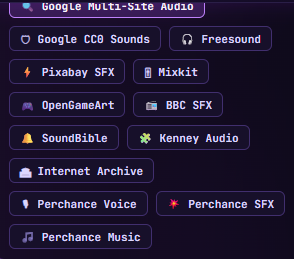 Google Multi-Site Audio
Google CC0 Sounds
Freesound
Pixabay SFX
Mixkit
OpenGameArt
BBC SFX
SoundBible
Kenney Audio
Internet Archive
Perchance Voice
Perchance SFX
Perchance Music